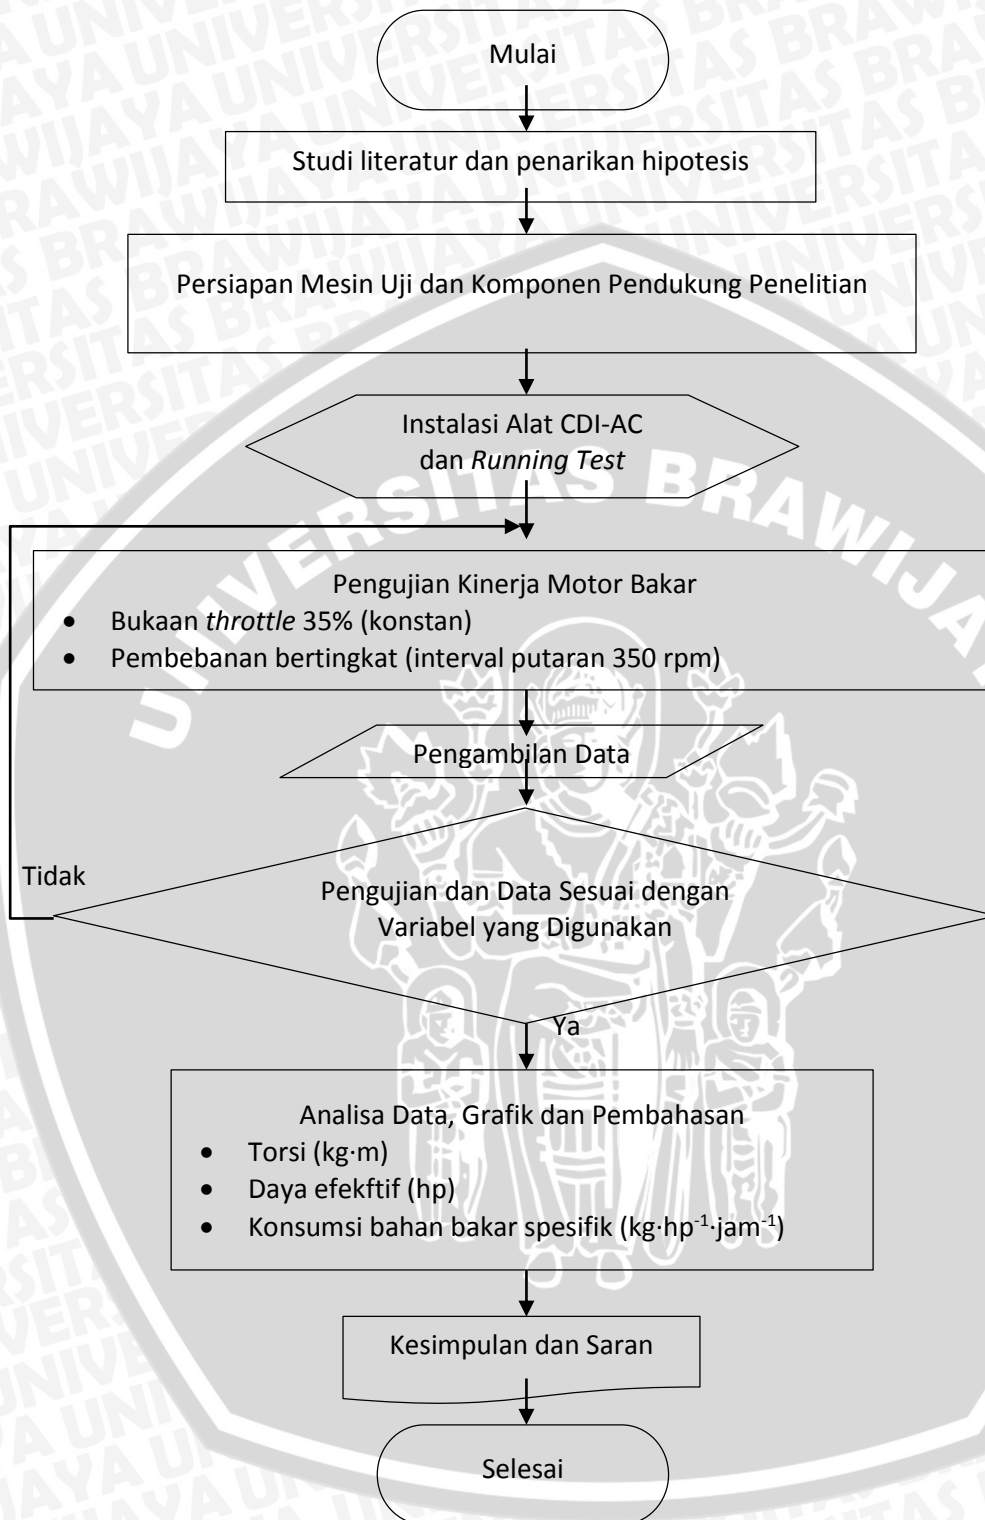 Mulai
Studi literatur dan penarikan hipotesis
Persiapan Mesin Uji dan Komponen Pendukung Penelitian
Instalasi Alat CDI-AC
dan Running Test
UNIVERSITAS BRAWIJAYA
Pengujian Kinerja Motor Bakar
• Bukaan throttle 35% (konstan)
• Pembebanan bertingkat (interval putaran 350 rpm)
Pengambilan Data
Tidak
Pengujian dan Data Sesuai dengan
Variabel yang Digunakan
Ya
Analisa Data, Grafik dan Pembahasan
• Torsi (kg·m)
• Daya efekftif (hp)
• Konsumsi bahan bakar spesifik (kg·hp⁻¹·jam⁻¹)
Kesimpulan dan Saran
Selesai